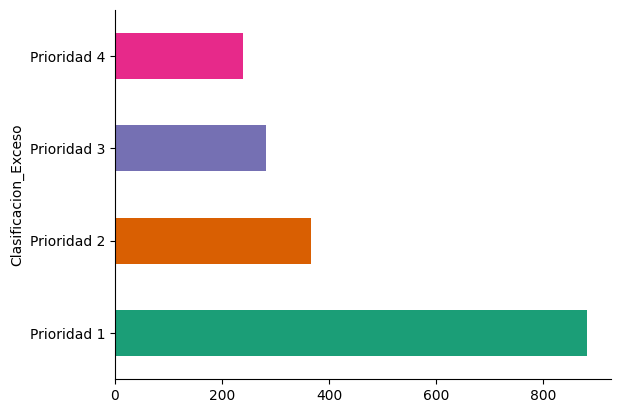 Clasificacion_Exceso
Prioridad 4
Prioridad 3
Prioridad 2
Prioridad 1
0 200 400 600 800